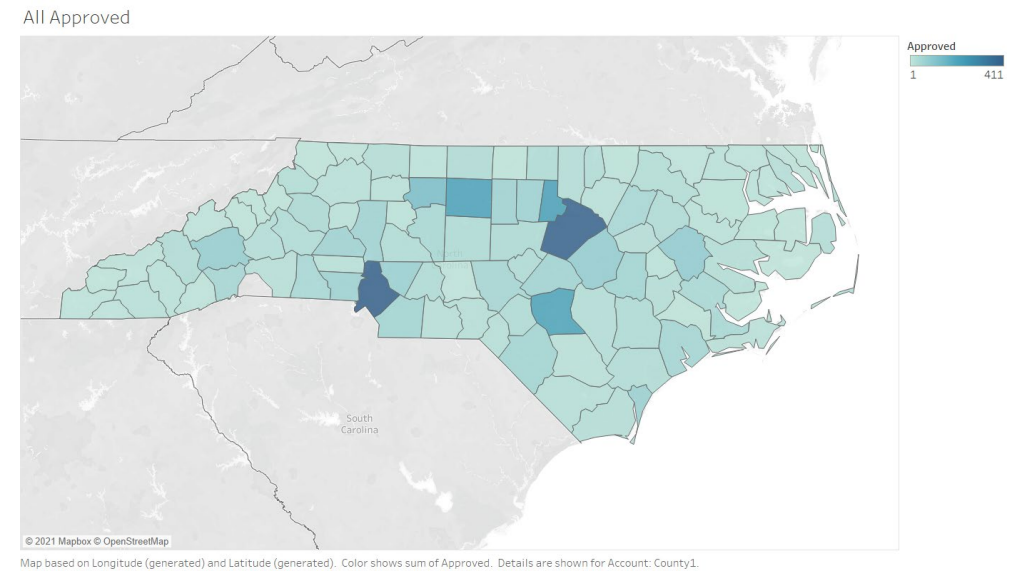 All Approved
Approved
1 411
North
South
Carolina
© 2021 Mapbox © OpenStreetMap
Map based on Longitude (generated) and Latitude (generated). Color shows sum of Approved. Details are shown for Account: County1.